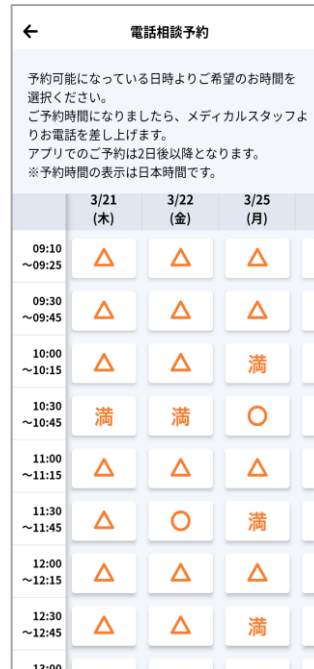 ← 電話相談予約
予約可能になっている日時よりご希望のお時間を
選択ください。
ご予約時間になりましたら、メディカルスタッフよ
りお電話を差し上げます。
アプリでのご予約は2日後以降となります。
※予約時間の表示は日本時間です。
3/21 3/22 3/25
(木) (金) (月)
09:10
～09:25 △ △ △
09:30
～09:45 △ △ △
10:00
～10:15 △ △ 満
10:30
～10:45 満 満 ○
11:00
～11:15 △ △ △
11:30
～11:45 △ ○ 満
12:00
～12:15 △ △ △
12:30
～12:45 △ △ 満